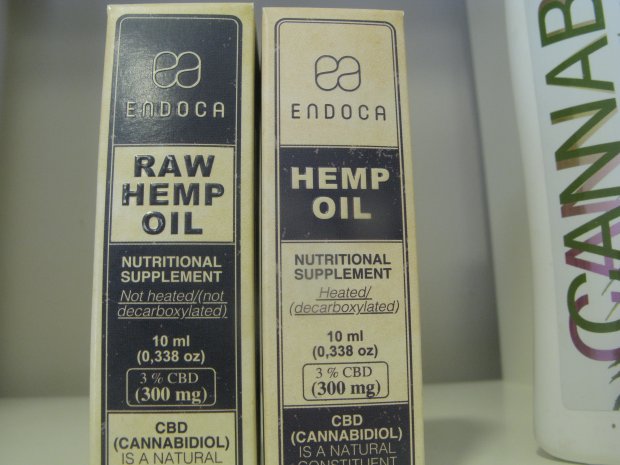 ENDOCA
RAW
HEMP
OIL
NUTRITIONAL
SUPPLEMENT
Not heated/(not
decarboxylated)
10 ml
(0,338 oz)
3 % CBD
(300 mg)
CBD
(CANNABIDIOL)
IS A NATURAL
ENDOCA
HEMP
OIL
NUTRITIONAL
SUPPLEMENT
Heated/
(decarboxylated)
10 ml
(0,338 oz)
3 % CBD
(300 mg)
CBD
(CANNABIDIOL)
IS A NATURAL
CONSTITUENT
CANNAB